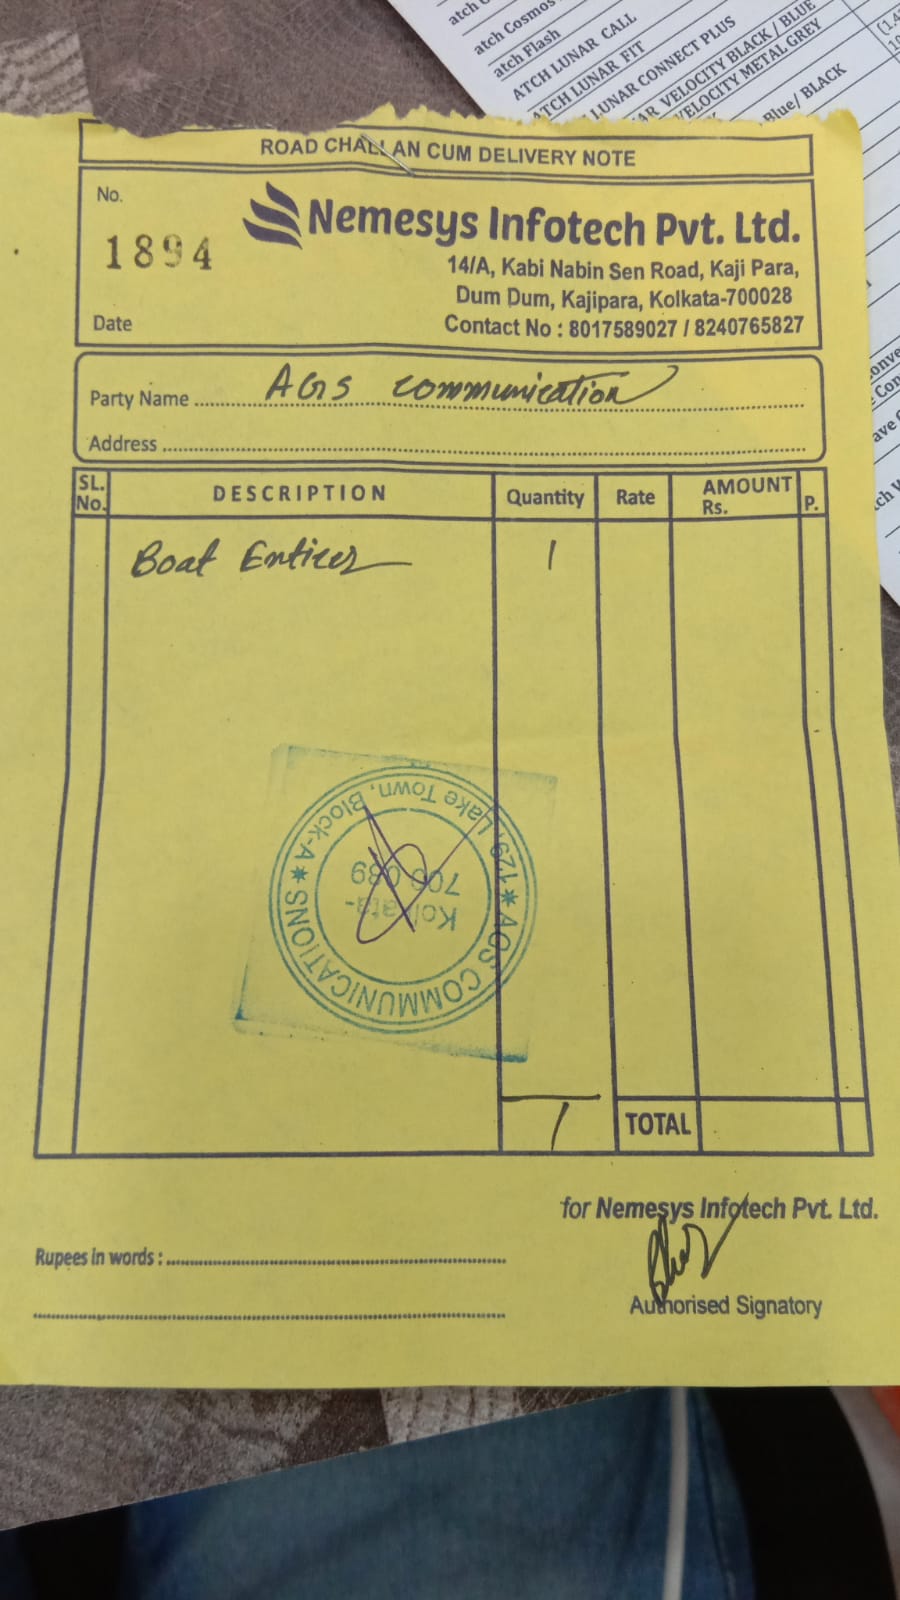 atch Cosmos
atch Flash
ATCH LUNAR CALL
ATCH LUNAR FIT
LUNAR CONNECT PLUS
AR VELOCITY BLACK / BLUE
VELOCITY METAL GREY
Blue/ BLACK
ROAD CHALLAN CUM DELIVERY NOTE
No.
1894
Date
Nemesys Infotech Pvt. Ltd.
14/A, Kabi Nabin Sen Road, Kaji Para,
Dum Dum, Kajipara, Kolkata-700028
Contact No : 8017589027 / 8240765827
Party Name AGS Communication
Address
SL. No. DESCRIPTION Quantity Rate AMOUNT Rs. P.
Boat Enticer 1
AGS COMMUNICATIONS
129, Lake Town, Block-A
Kolkata-
700 089
1 TOTAL
for Nemesys Infotech Pvt. Ltd.
Rupees in words :
Authorised Signatory